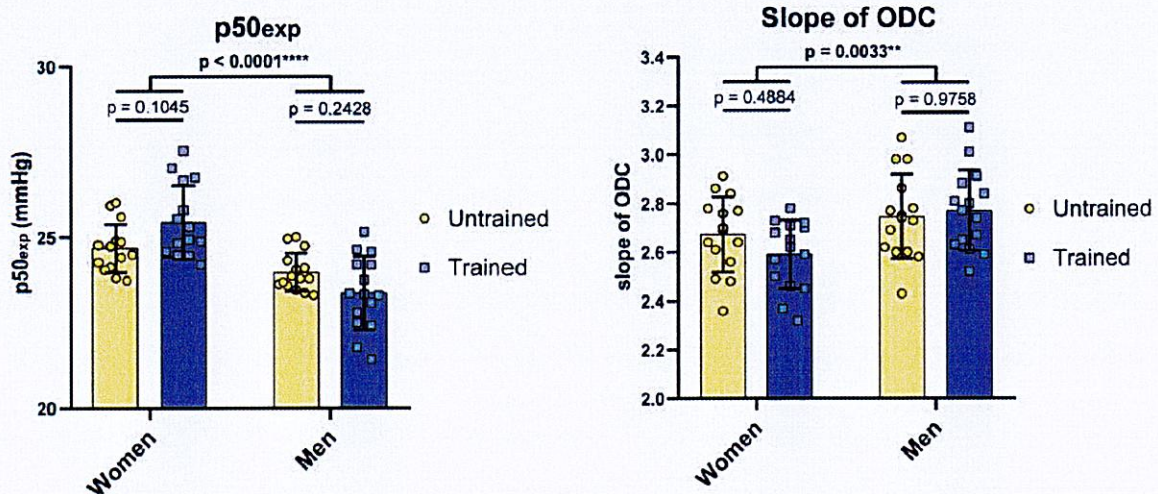 p50exp
p < 0.0001****
30
p = 0.1045
p = 0.2428
p50exp (mmHg)
25
20
Untrained
Trained
Women
Men
Slope of ODC
p = 0.0033**
3.4
p = 0.4884
p = 0.9758
3.2
3.0
slope of ODC
2.8
2.6
2.4
2.2
2.0
Untrained
Trained
Women
Men